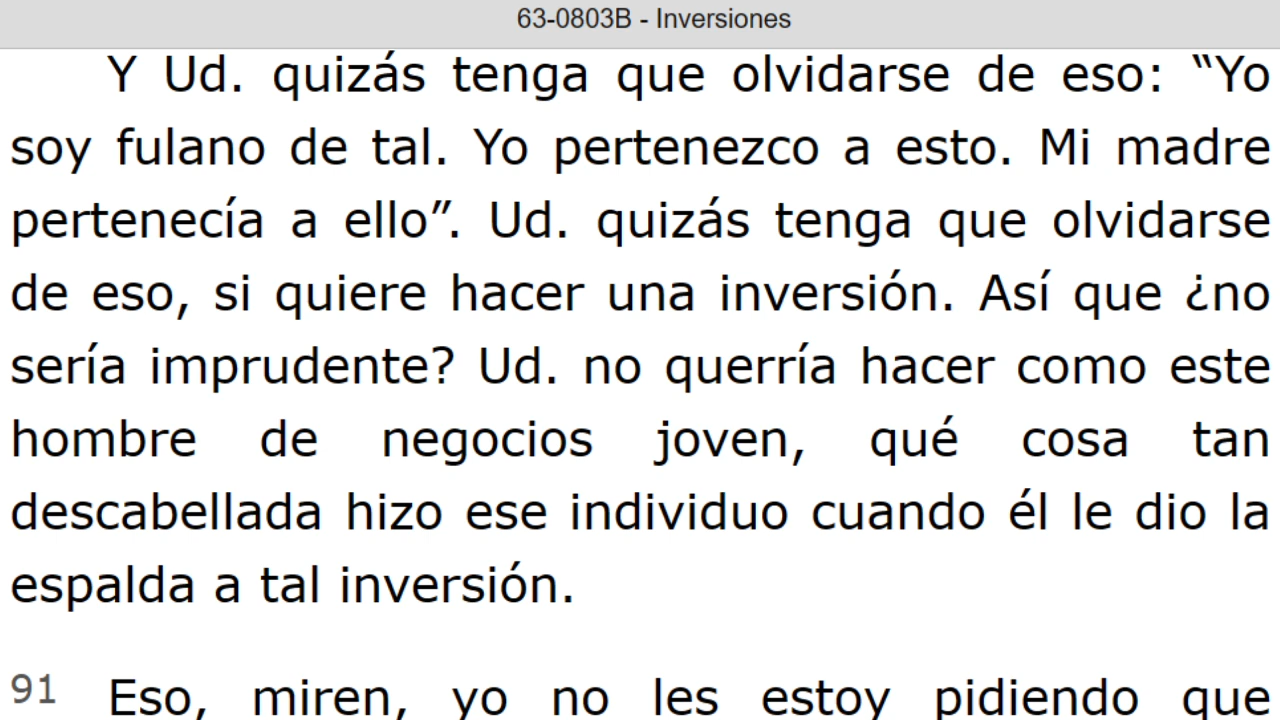 63-0803B - Inversiones
Y Ud. quizás tenga que olvidarse de eso: “Yo
soy fulano de tal. Yo pertenezco a esto. Mi madre
pertenecía a ello”. Ud. quizás tenga que olvidarse
de eso, si quiere hacer una inversión. Así que ¿no
sería imprudente? Ud. no querría hacer como este
hombre de negocios joven, qué cosa tan
descabellada hizo ese individuo cuando él le dio la
espalda a tal inversión.
91 Eso, miren, yo no les estoy pidiendo que